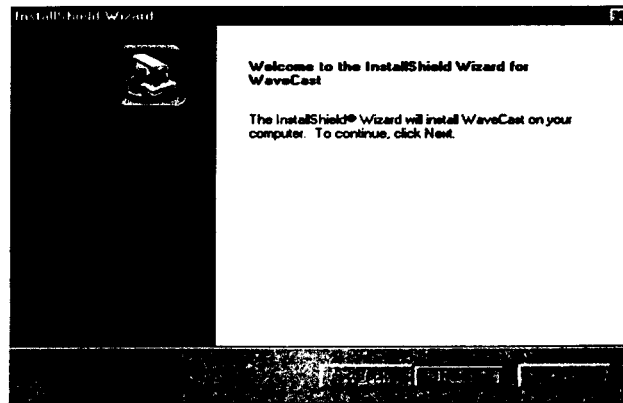 InstallShield Wizard
Welcome to the InstallShield Wizard for
WaveCast
The InstallShield® Wizard will install WaveCast on your
computer. To continue, click Next.